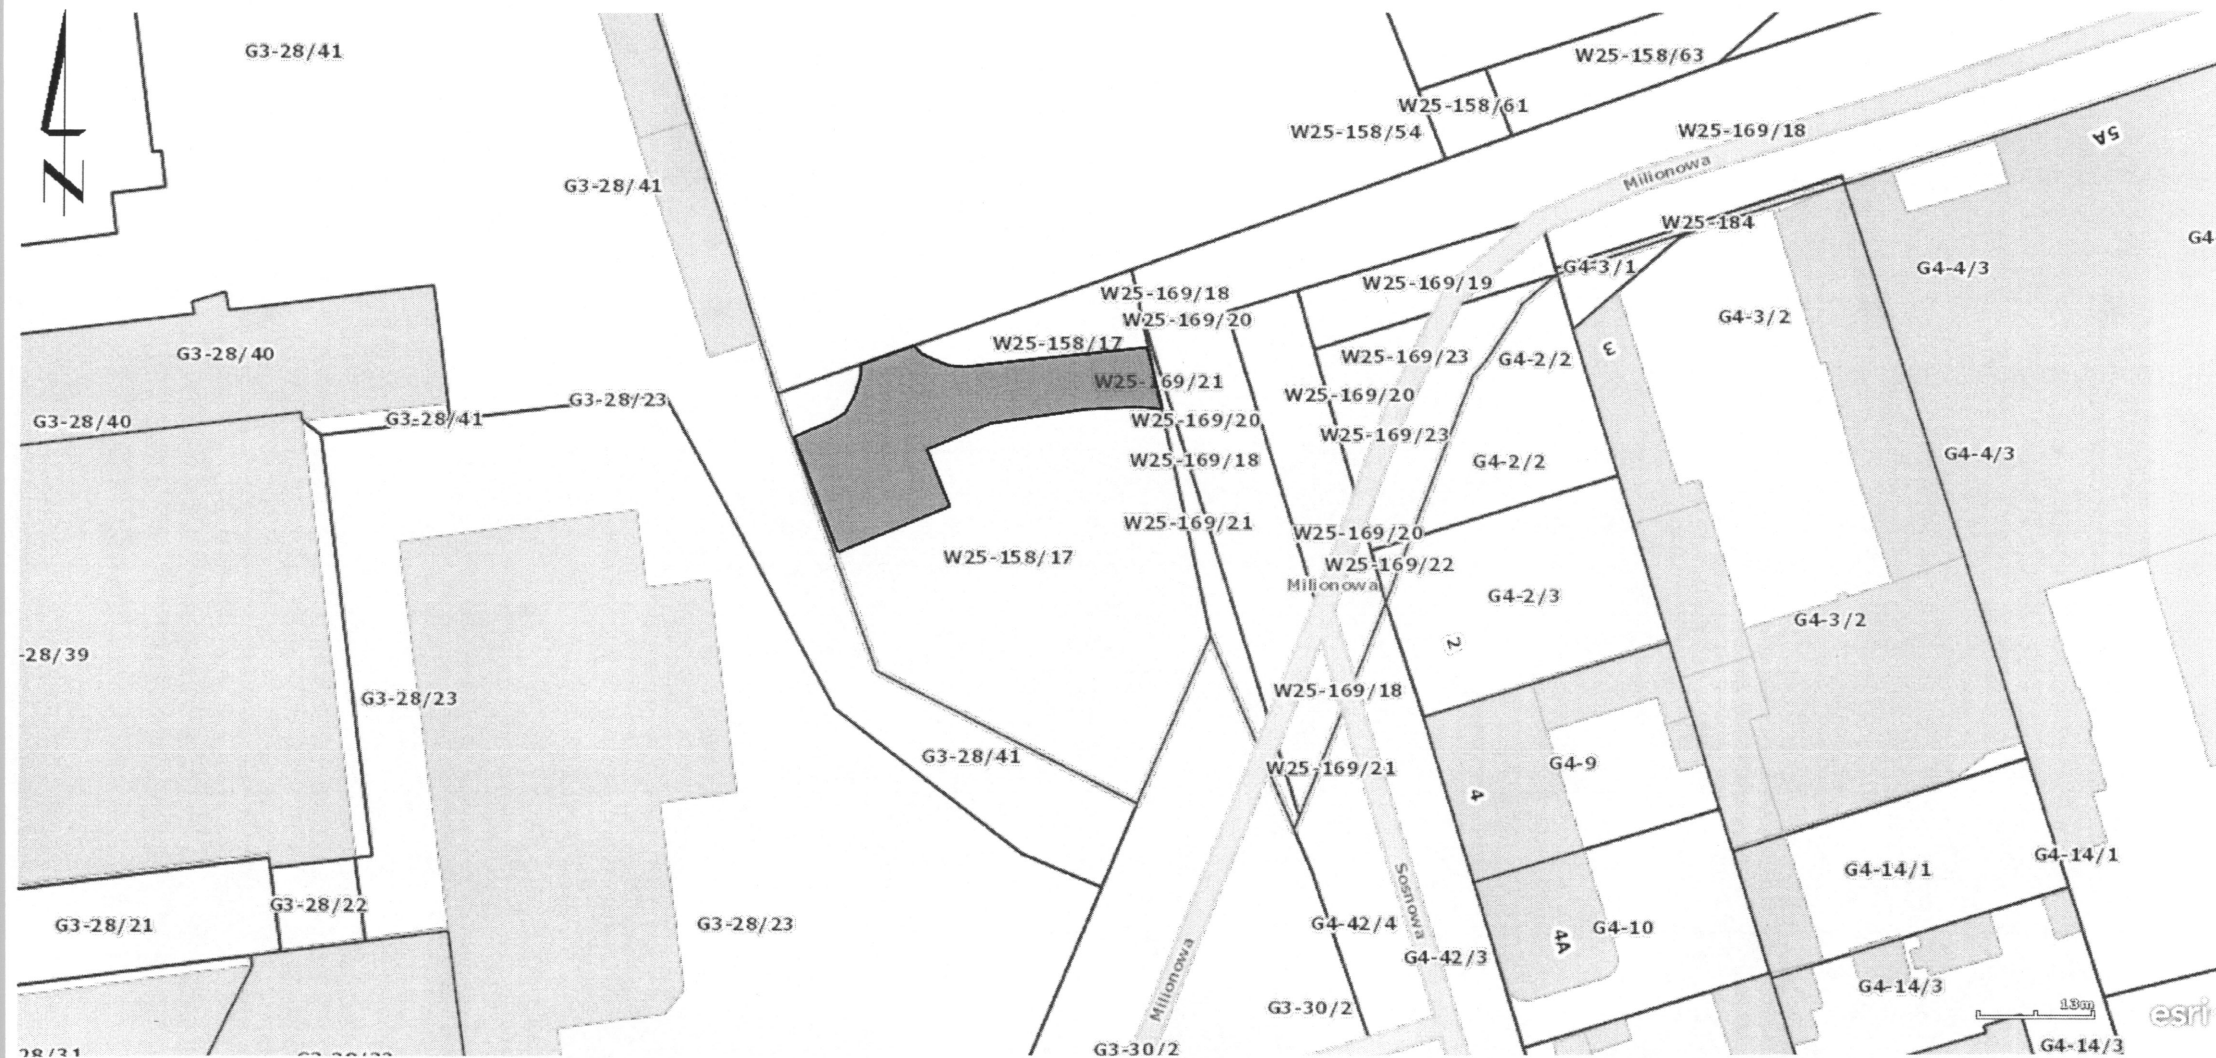 G3-28/41
W25-158/63
W25-158/61
W25-158/54
W25-169/18
5A
N
Milionowa
G3-28/41
W25-184
G4
G4-3/1
G4-4/3
W25-169/19
W25-169/18
W25-169/20
G4-3/2
W25-158/17
3
G3-28/40
W25-169/23
G4-2/2
W25-169/21
W25-169/20
G3-28/23
G3-28/40
G3-28/41
W25-169/20
W25-169/23
W25-169/18
G4-2/2
G4-4/3
W25-169/21
W25-169/20
W25-158/17
W25-169/22
Milionowa
G4-2/3
G4-3/2
2
-28/39
G3-28/23
W25-169/18
G3-28/41
W25-169/21
G4-9
4
G4-14/1
G4-14/1
G3-28/22
Sosnowa
G3-28/21
G3-28/23
G4-42/4
G4-10
4A
G4-42/3
Milionowa
G4-14/3
G3-30/2
13m
esri
G3-30/2
G4-14/3
28/31